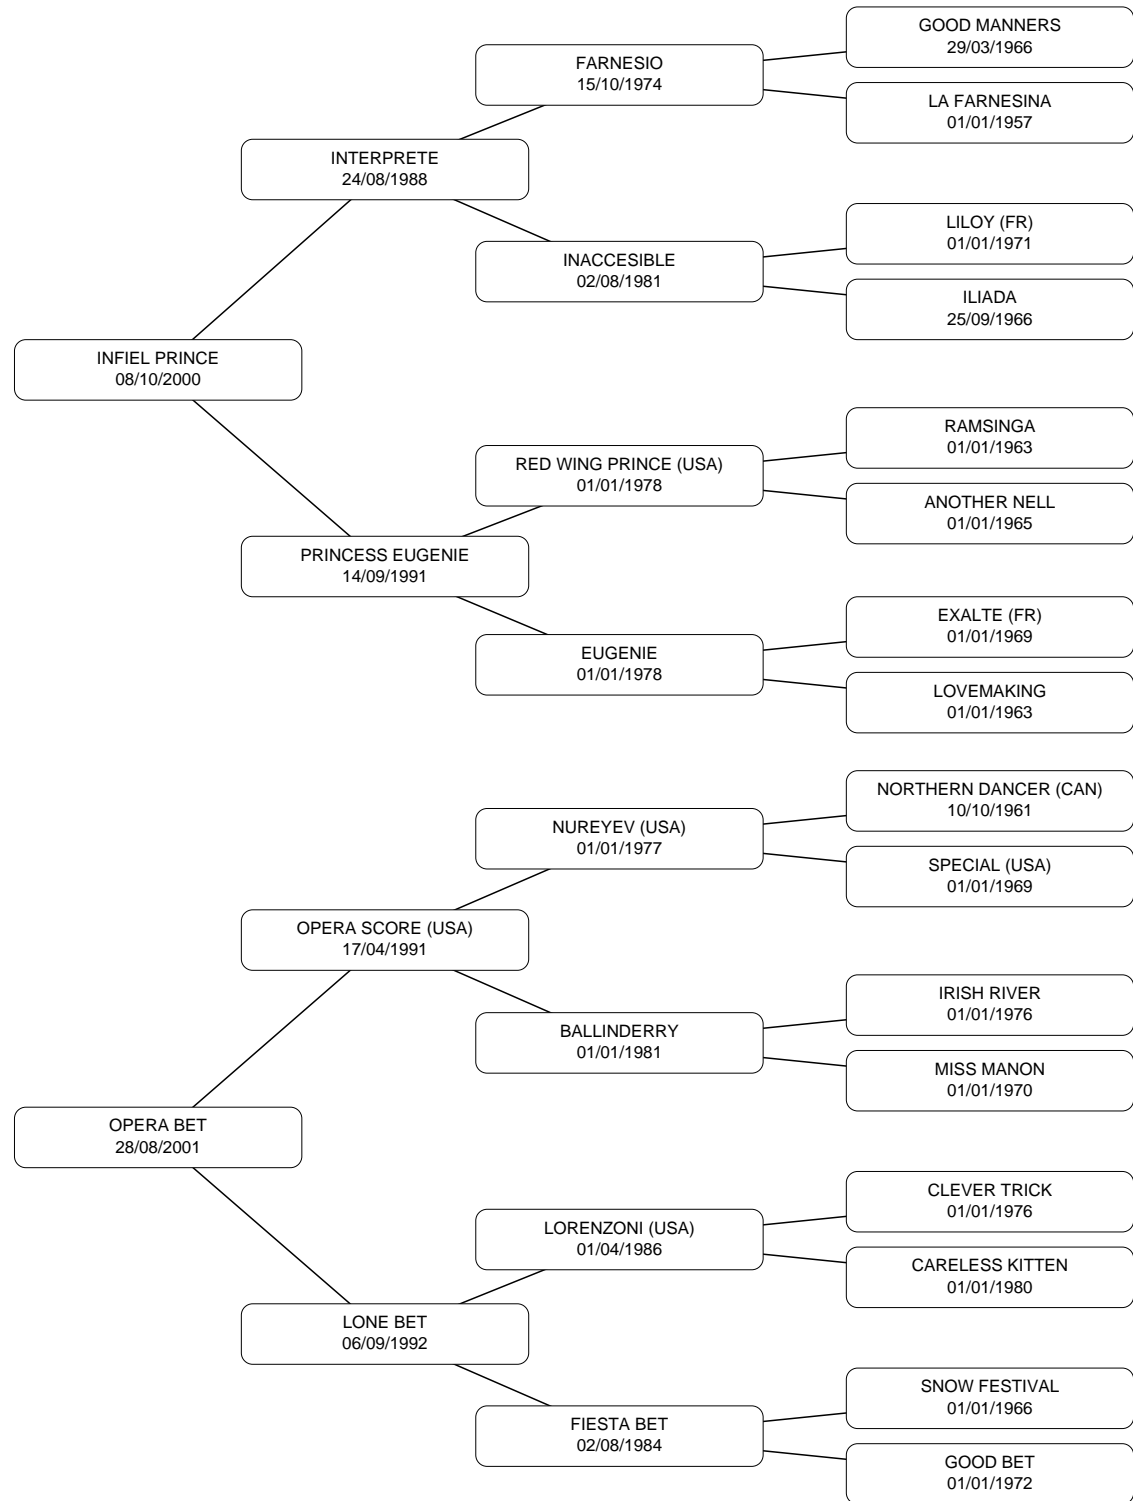 GOOD MANNERS
29/03/1966
FARNESIO
15/10/1974
LA FARNESINA
01/01/1957
INTERPRETE
24/08/1988
LILOY (FR)
01/01/1971
INACCESIBLE
02/08/1981
ILIADA
25/09/1966
INFIEL PRINCE
08/10/2000
RAMSINGA
01/01/1963
RED WING PRINCE (USA)
01/01/1978
ANOTHER NELL
01/01/1965
PRINCESS EUGENIE
14/09/1991
EXALTE (FR)
01/01/1969
EUGENIE
01/01/1978
LOVEMAKING
01/01/1963
NORTHERN DANCER (CAN)
10/10/1961
NUREYEV (USA)
01/01/1977
SPECIAL (USA)
01/01/1969
OPERA SCORE (USA)
17/04/1991
IRISH RIVER
01/01/1976
BALLINDERRY
01/01/1981
MISS MANON
01/01/1970
OPERA BET
28/08/2001
CLEVER TRICK
01/01/1976
LORENZONI (USA)
01/04/1986
CARELESS KITTEN
01/01/1980
LONE BET
06/09/1992
SNOW FESTIVAL
01/01/1966
FIESTA BET
02/08/1984
GOOD BET
01/01/1972